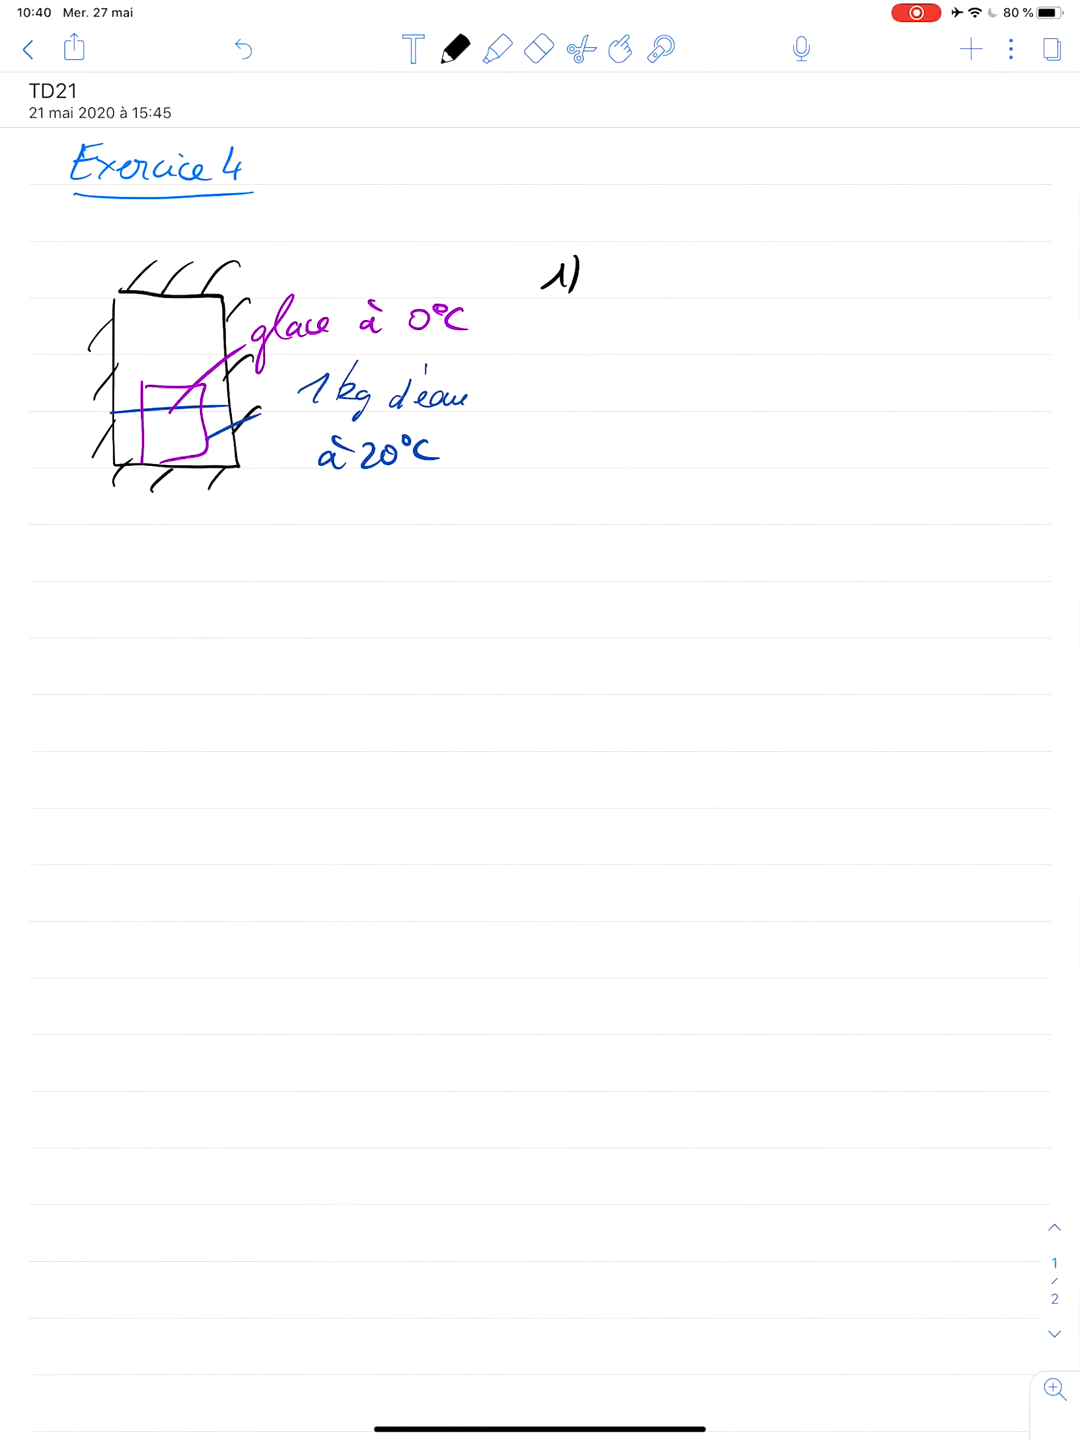 10:40 Mer. 27 mai
80 %
T
TD21
21 mai 2020 à 15:45
Exercice 4
1)
glace à 0°C
1 kg d'eau
à 20°C
1
/
2